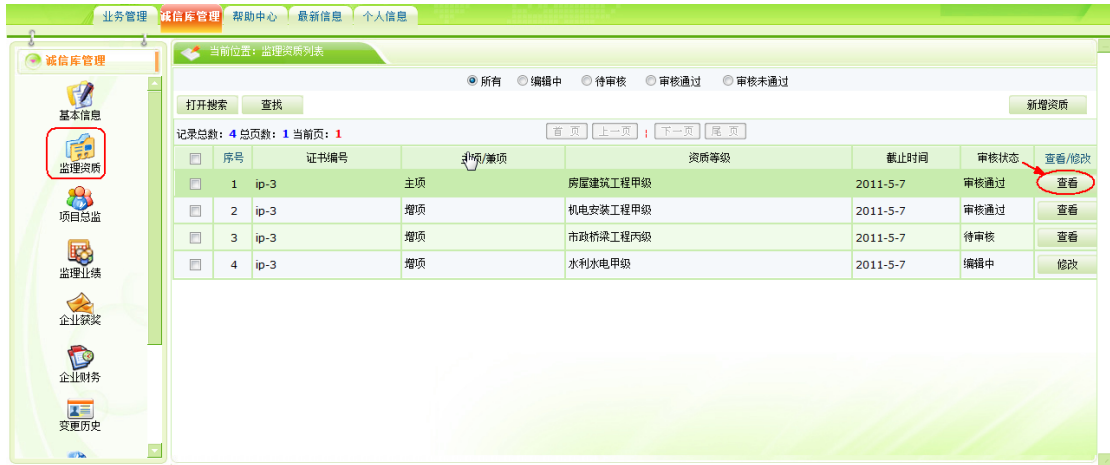 业务管理 诚信库管理 帮助中心 最新信息 个人信息
诚信库管理
当前位置：监理资质列表
所有 编辑中 待审核 审核通过 审核未通过
打开搜索 查找 新增资质
记录总数：4 总页数：1 当前页：1 首 页 上一页 1 下一页 尾 页
序号 证书编号 主项/兼项 资质等级 截止时间 审核状态 查看/修改
1 ip-3 主项 房屋建筑工程甲级 2011-5-7 审核通过 查看
2 ip-3 增项 机电安装工程甲级 2011-5-7 审核通过 查看
3 ip-3 增项 市政桥梁工程丙级 2011-5-7 待审核 查看
4 ip-3 增项 水利水电甲级 2011-5-7 编辑中 修改
基本信息
监理资质
项目总监
监理业绩
企业获奖
企业财务
变更历史